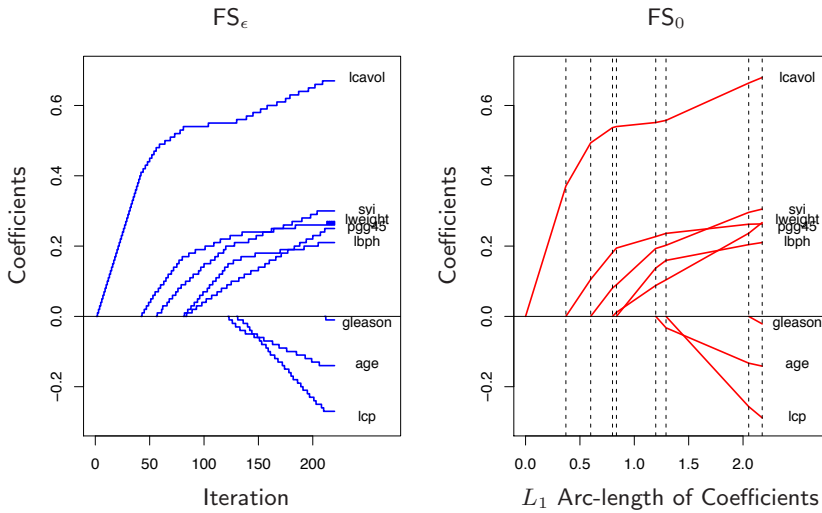 FSϵ
Coefficients
0.6
0.4
0.2
0.0
−0.2
lcavol
svi
lweight
pgg45
lbph
gleason
age
lcp
0 50 100 150 200
Iteration
FS0
Coefficients
0.6
0.4
0.2
0.0
−0.2
lcavol
svi
lweight
pgg45
lbph
gleason
age
lcp
0.0 0.5 1.0 1.5 2.0
L1 Arc-length of Coefficients